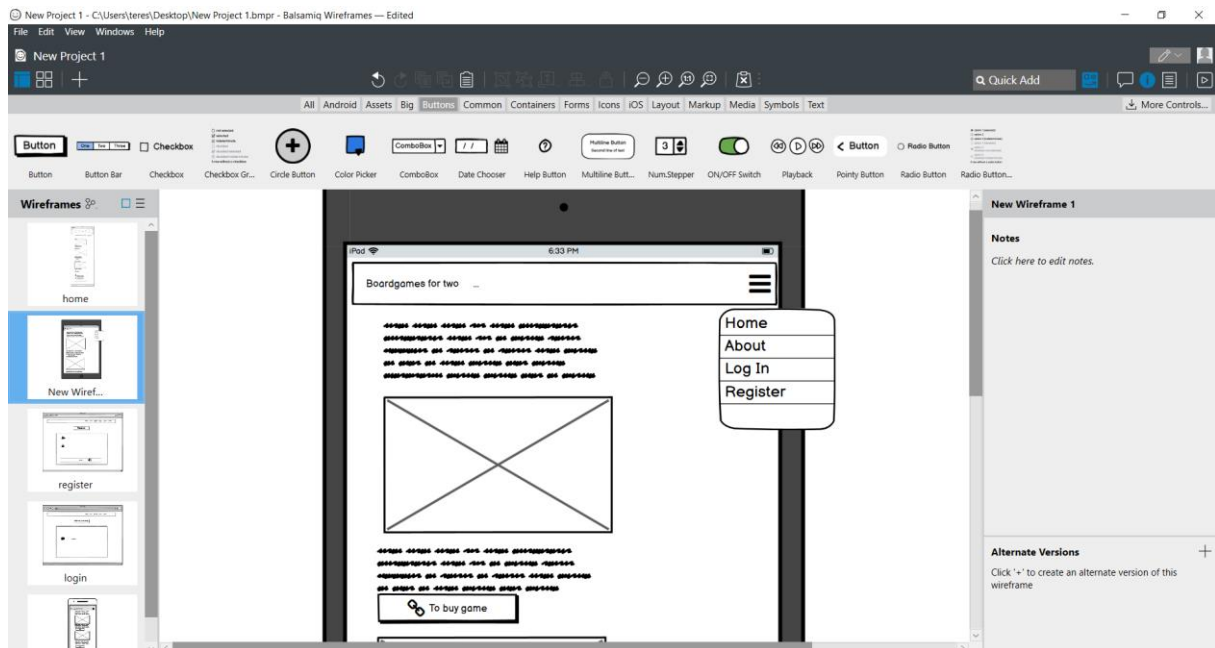 New Project 1 - C:\Users\teres\Desktop\New Project 1.bmpr - Balsamiq Wireframes — Edited
File Edit View Windows Help
New Project 1
Quick Add
All Android Assets Big Buttons Common Containers Forms Icons iOS Layout Markup Media Symbols Text
More Controls...
Button One Two Three Checkbox ComboBox / / ? Multiline Button 3 Button Radio Button
Second line of text
Button Button Bar Checkbox Checkbox Gr... Circle Button Color Picker ComboBox Date Chooser Help Button Multiline Butt... Num.Stepper ON/OFF Switch Playback Pointy Button Radio Button Radio Button...
Wireframes
home
New Wiref...
register
login
iPad 6:33 PM
Boardgames for two _
Home
About
Log In
Register
To buy game
New Wireframe 1
Notes
Click here to edit notes.
Alternate Versions
Click '+' to create an alternate version of this
wireframe